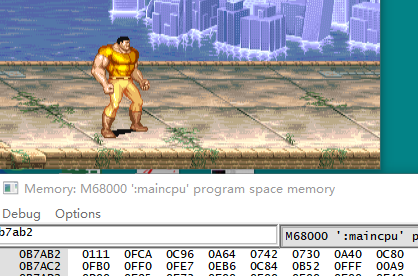 Memory: M68000 ':maincpu' program space memory
Debug Options
b7ab2 M68000 ':maincpu' p
0B7AB2 0111 0FCA 0C96 0A64 0742 0730 0A40 0C80
0B7AC2 0FB0 0FF0 0FE7 0EB6 0C84 0B52 0FFF 00A9